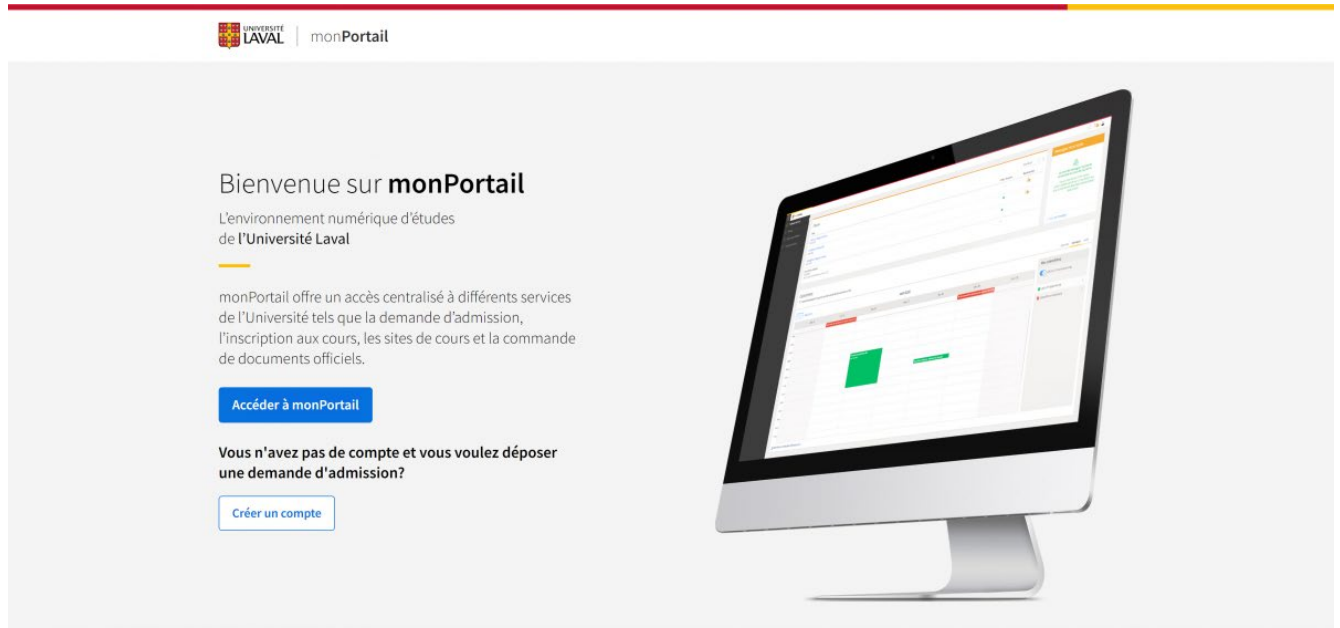 UNIVERSITÉ
LAVAL
monPortail
Bienvenue sur monPortail
L'environnement numérique d'études
de l'Université Laval
monPortail offre un accès centralisé à différents services
de l'Université tels que la demande d'admission,
l'inscription aux cours, les sites de cours et la commande
de documents officiels.
Accéder à monPortail
Vous n'avez pas de compte et vous voulez déposer
une demande d'admission?
Créer un compte